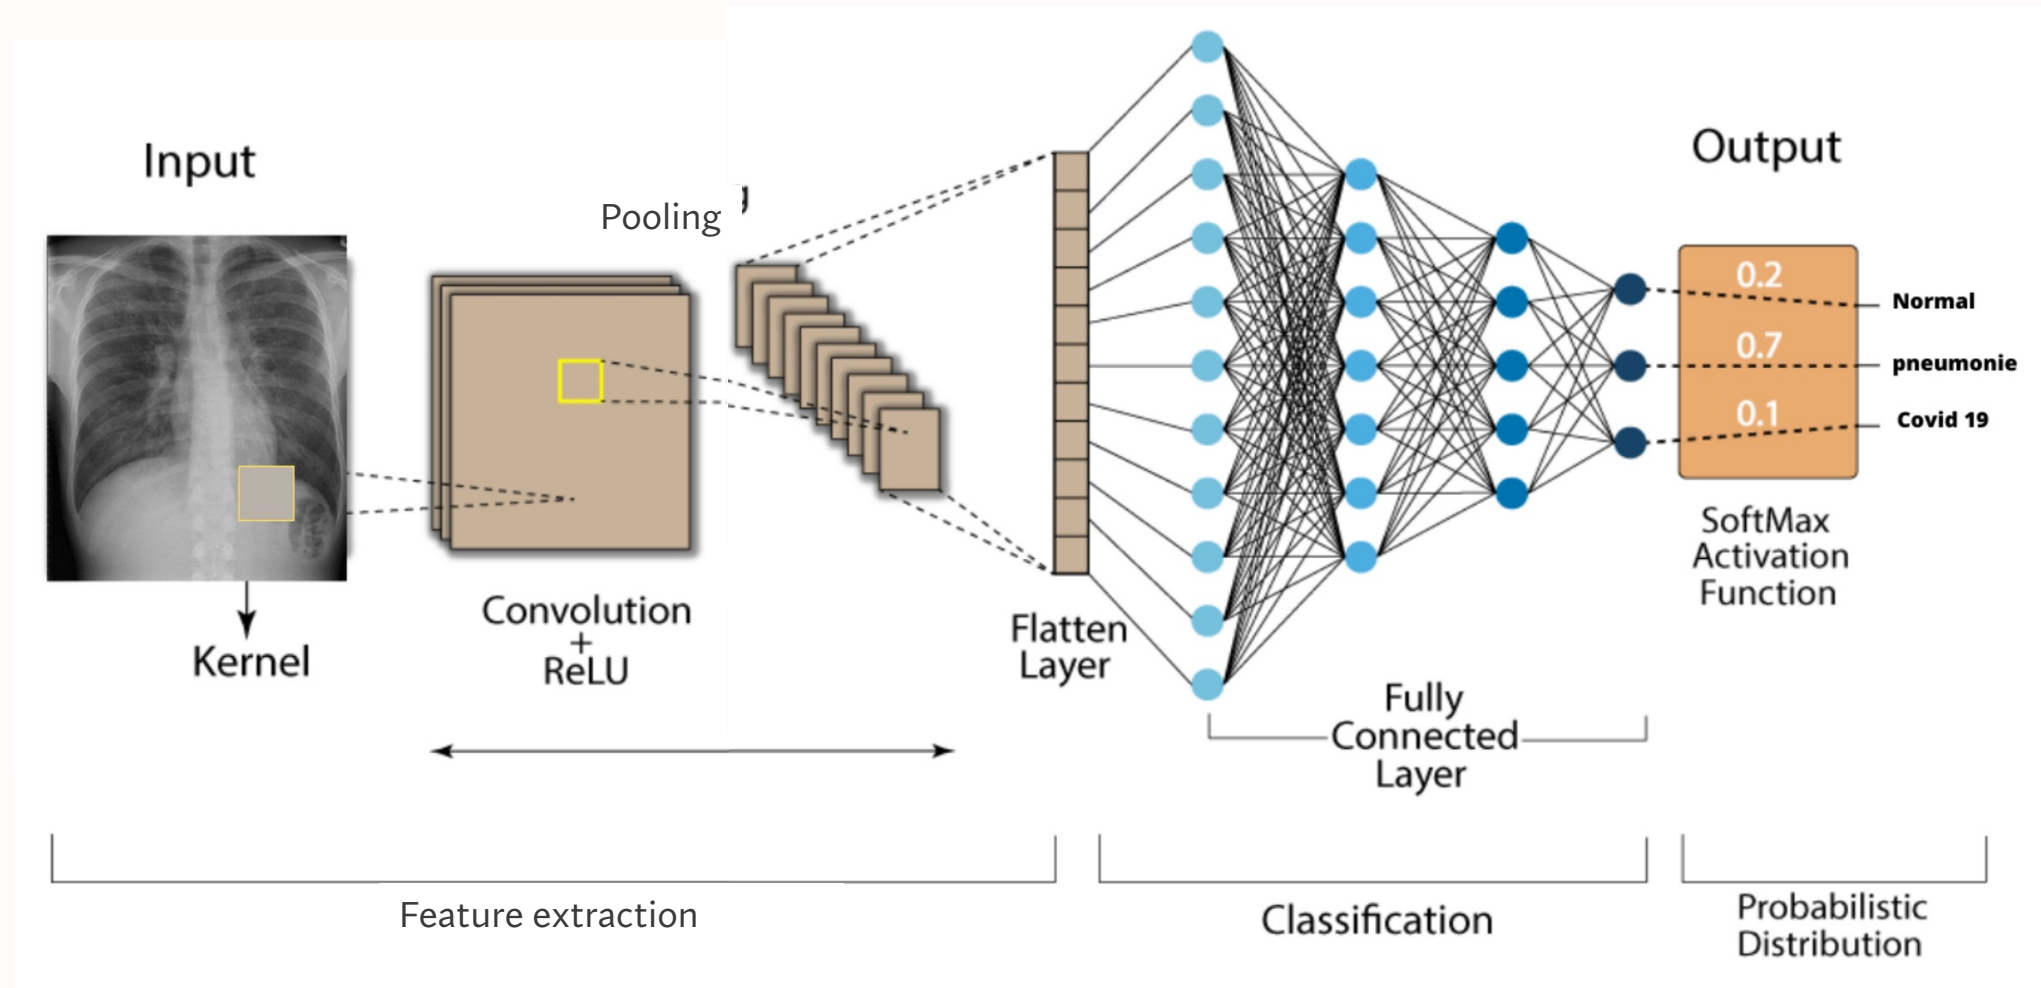 Input
Pooling
Output
0.2
Normal
0.7
pneumonie
0.1
Covid 19
Kernel
Convolution
+
ReLU
Flatten
Layer
SoftMax
Activation
Function
Fully
Connected
Layer
Feature extraction
Classification
Probabilistic
Distribution